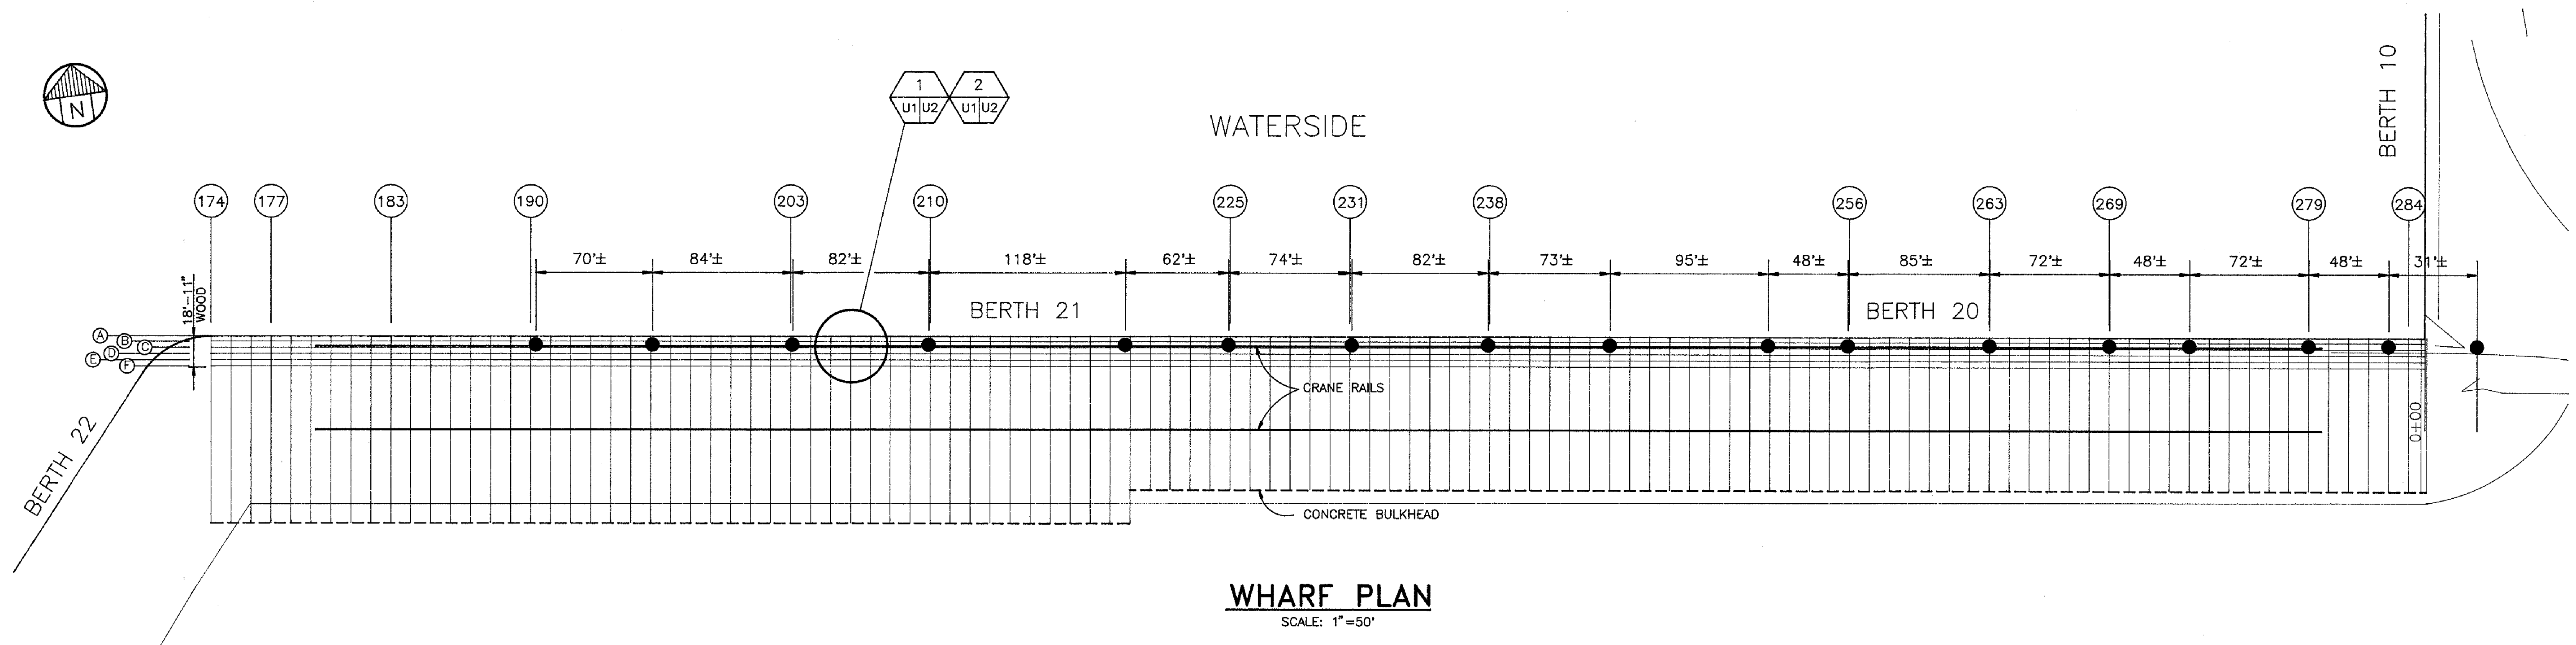 BERTH 10
N
1 2
U1 U2 U1 U2
WATERSIDE
174 177 183 190 203 210 225 231 238 256 263 269 279 284
70'± 84'± 82'± 118'± 62'± 74'± 82'± 73'± 95'± 48'± 85'± 72'± 48'± 72'± 48'± 31'±
18'-11"
WOOD
BERTH 21
BERTH 20
A
B
C
D
E
F
CRANE RAILS
0+00
BERTH 22
CONCRETE BULKHEAD
WHARF PLAN
SCALE: 1"=50'